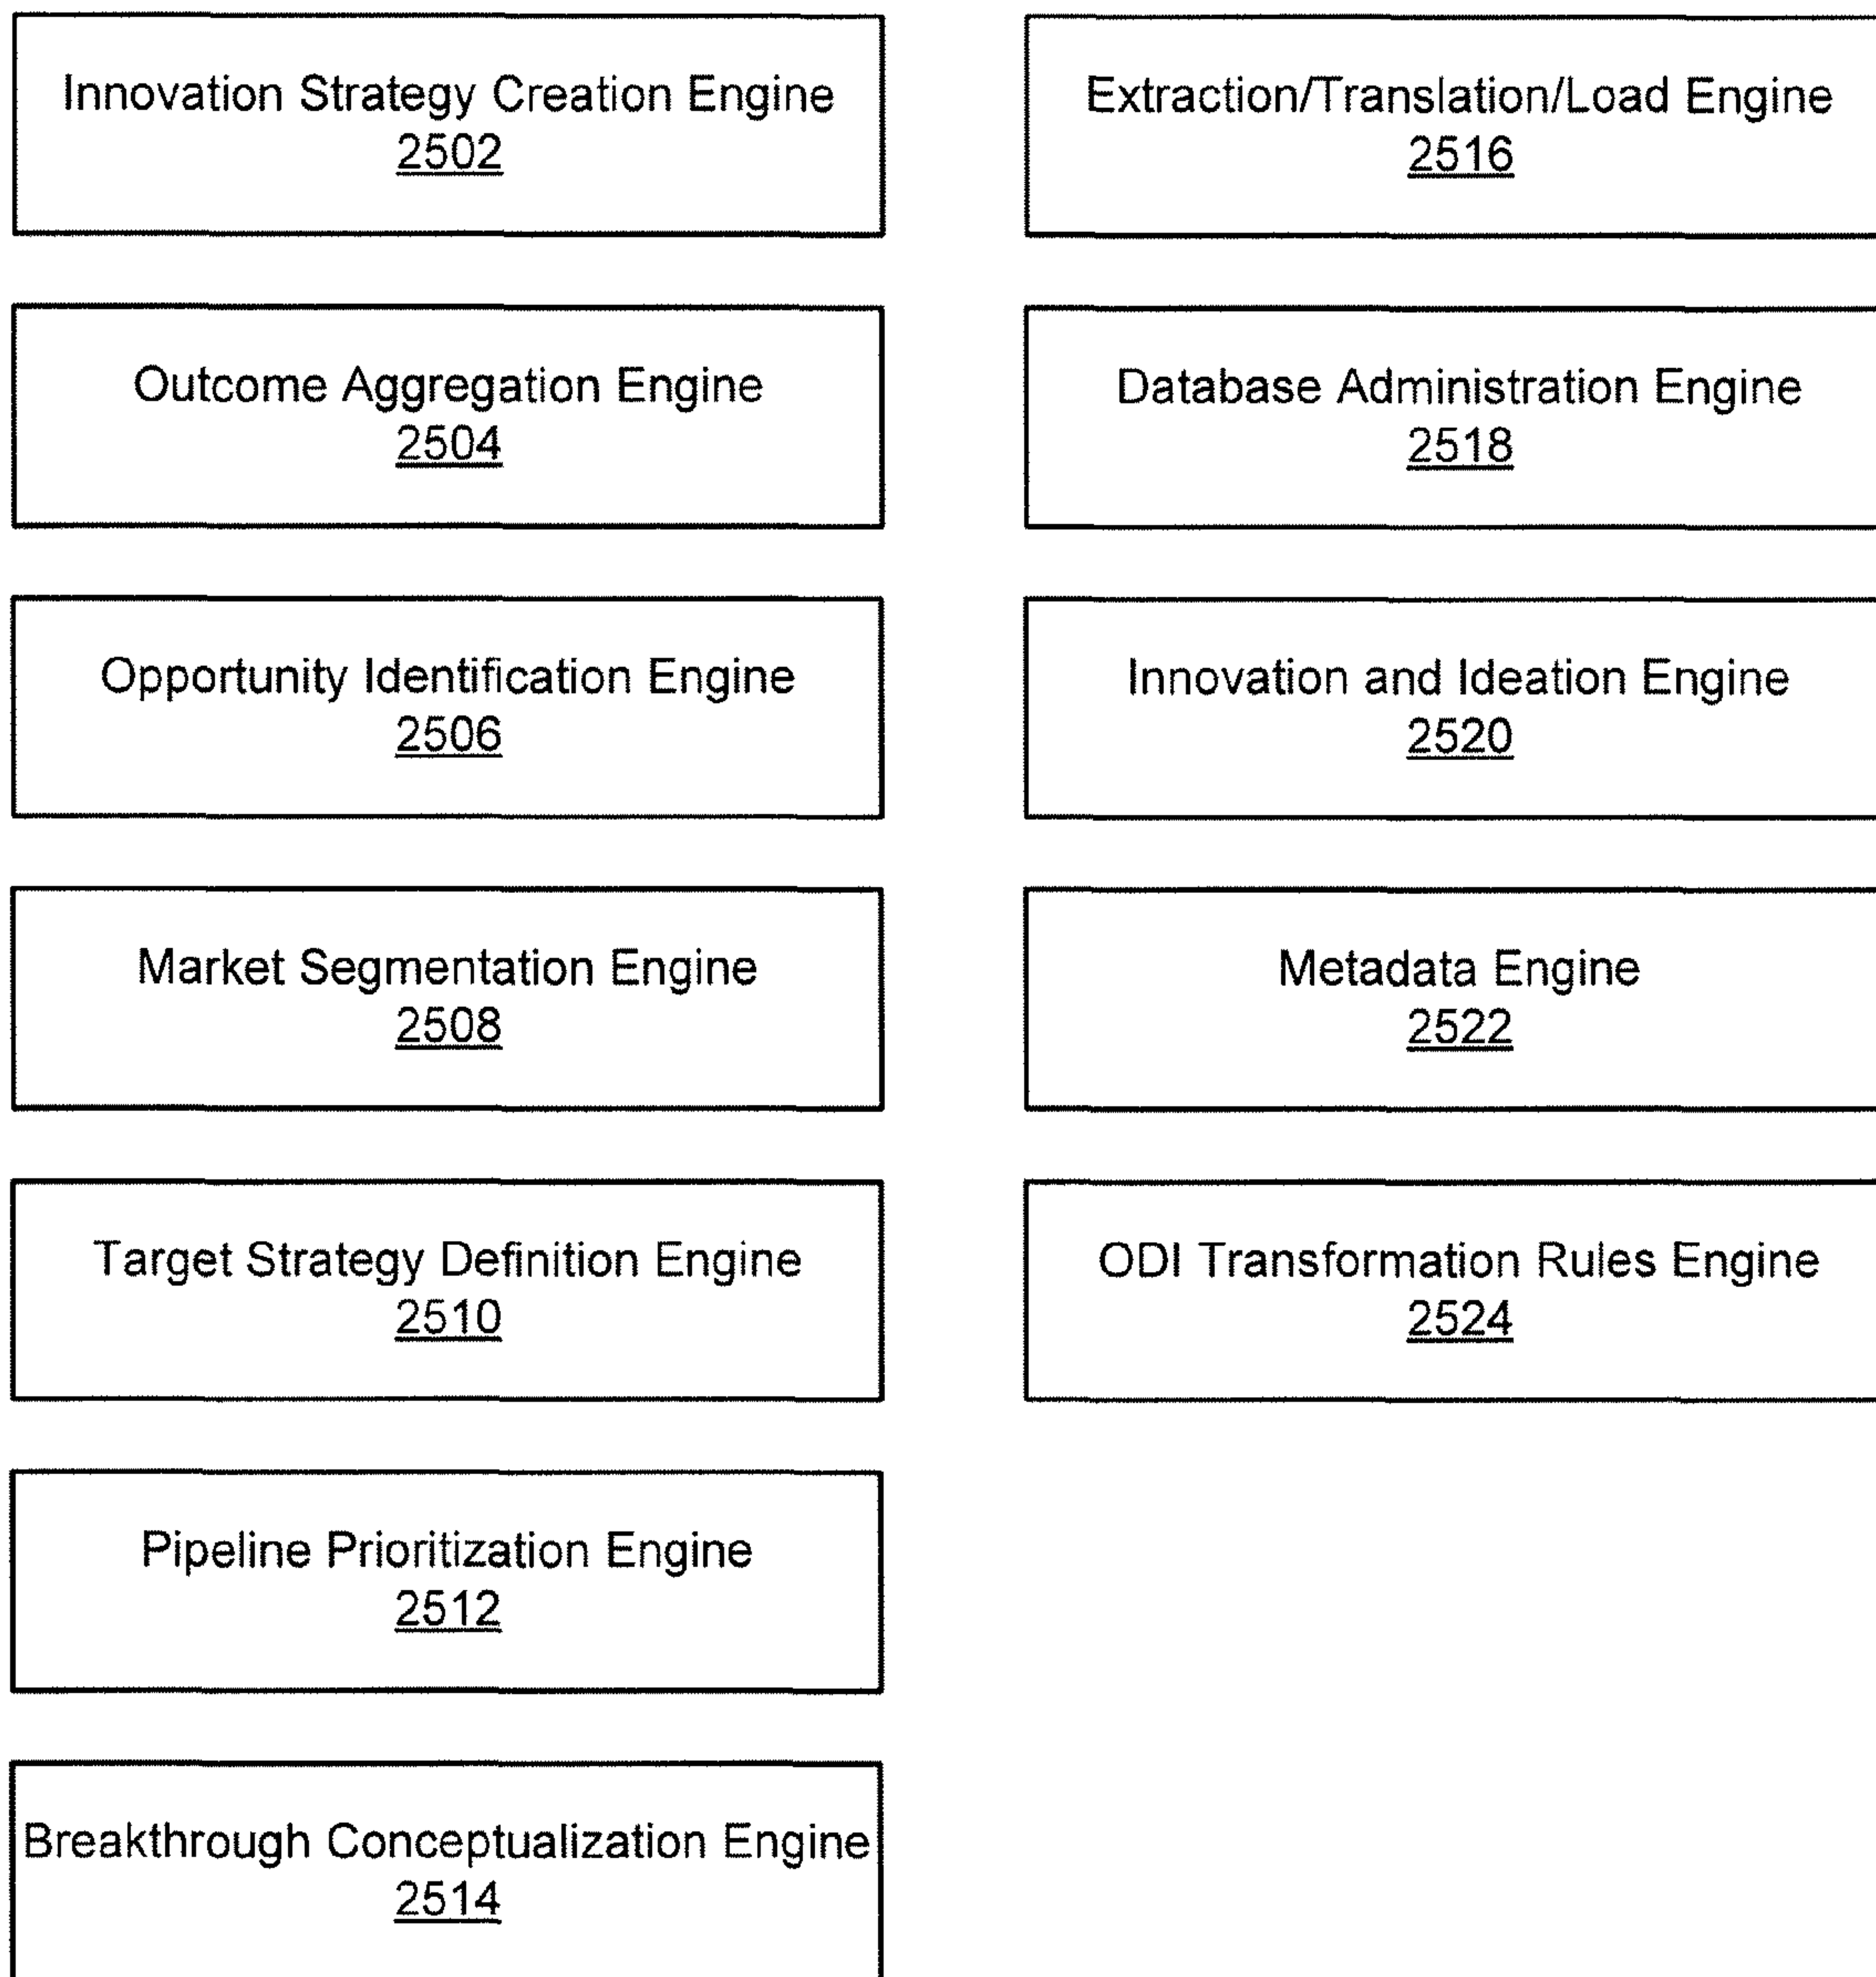 Innovation Strategy Creation Engine
2502
Outcome Aggregation Engine
2504
Opportunity Identification Engine
2506
Market Segmentation Engine
2508
Target Strategy Definition Engine
2510
Pipeline Prioritization Engine
2512
Breakthrough Conceptualization Engine
2514
Extraction/Translation/Load Engine
2516
Database Administration Engine
2518
Innovation and Ideation Engine
2520
Metadata Engine
2522
ODI Transformation Rules Engine
2524